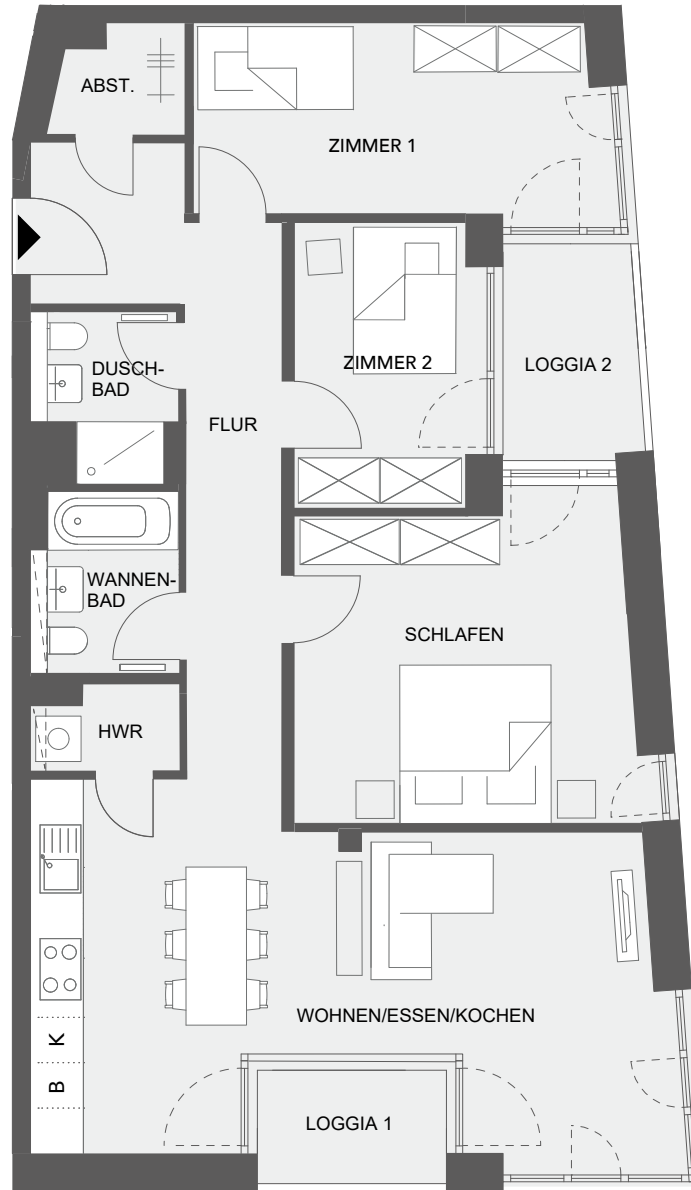 ABST.
ZIMMER 1
ZIMMER 2
LOGGIA 2
DUSCH-
BAD
FLUR
WANNEN-
BAD
SCHLAFEN
HWR
WOHNEN/ESSEN/KOCHEN
K
B
LOGGIA 1